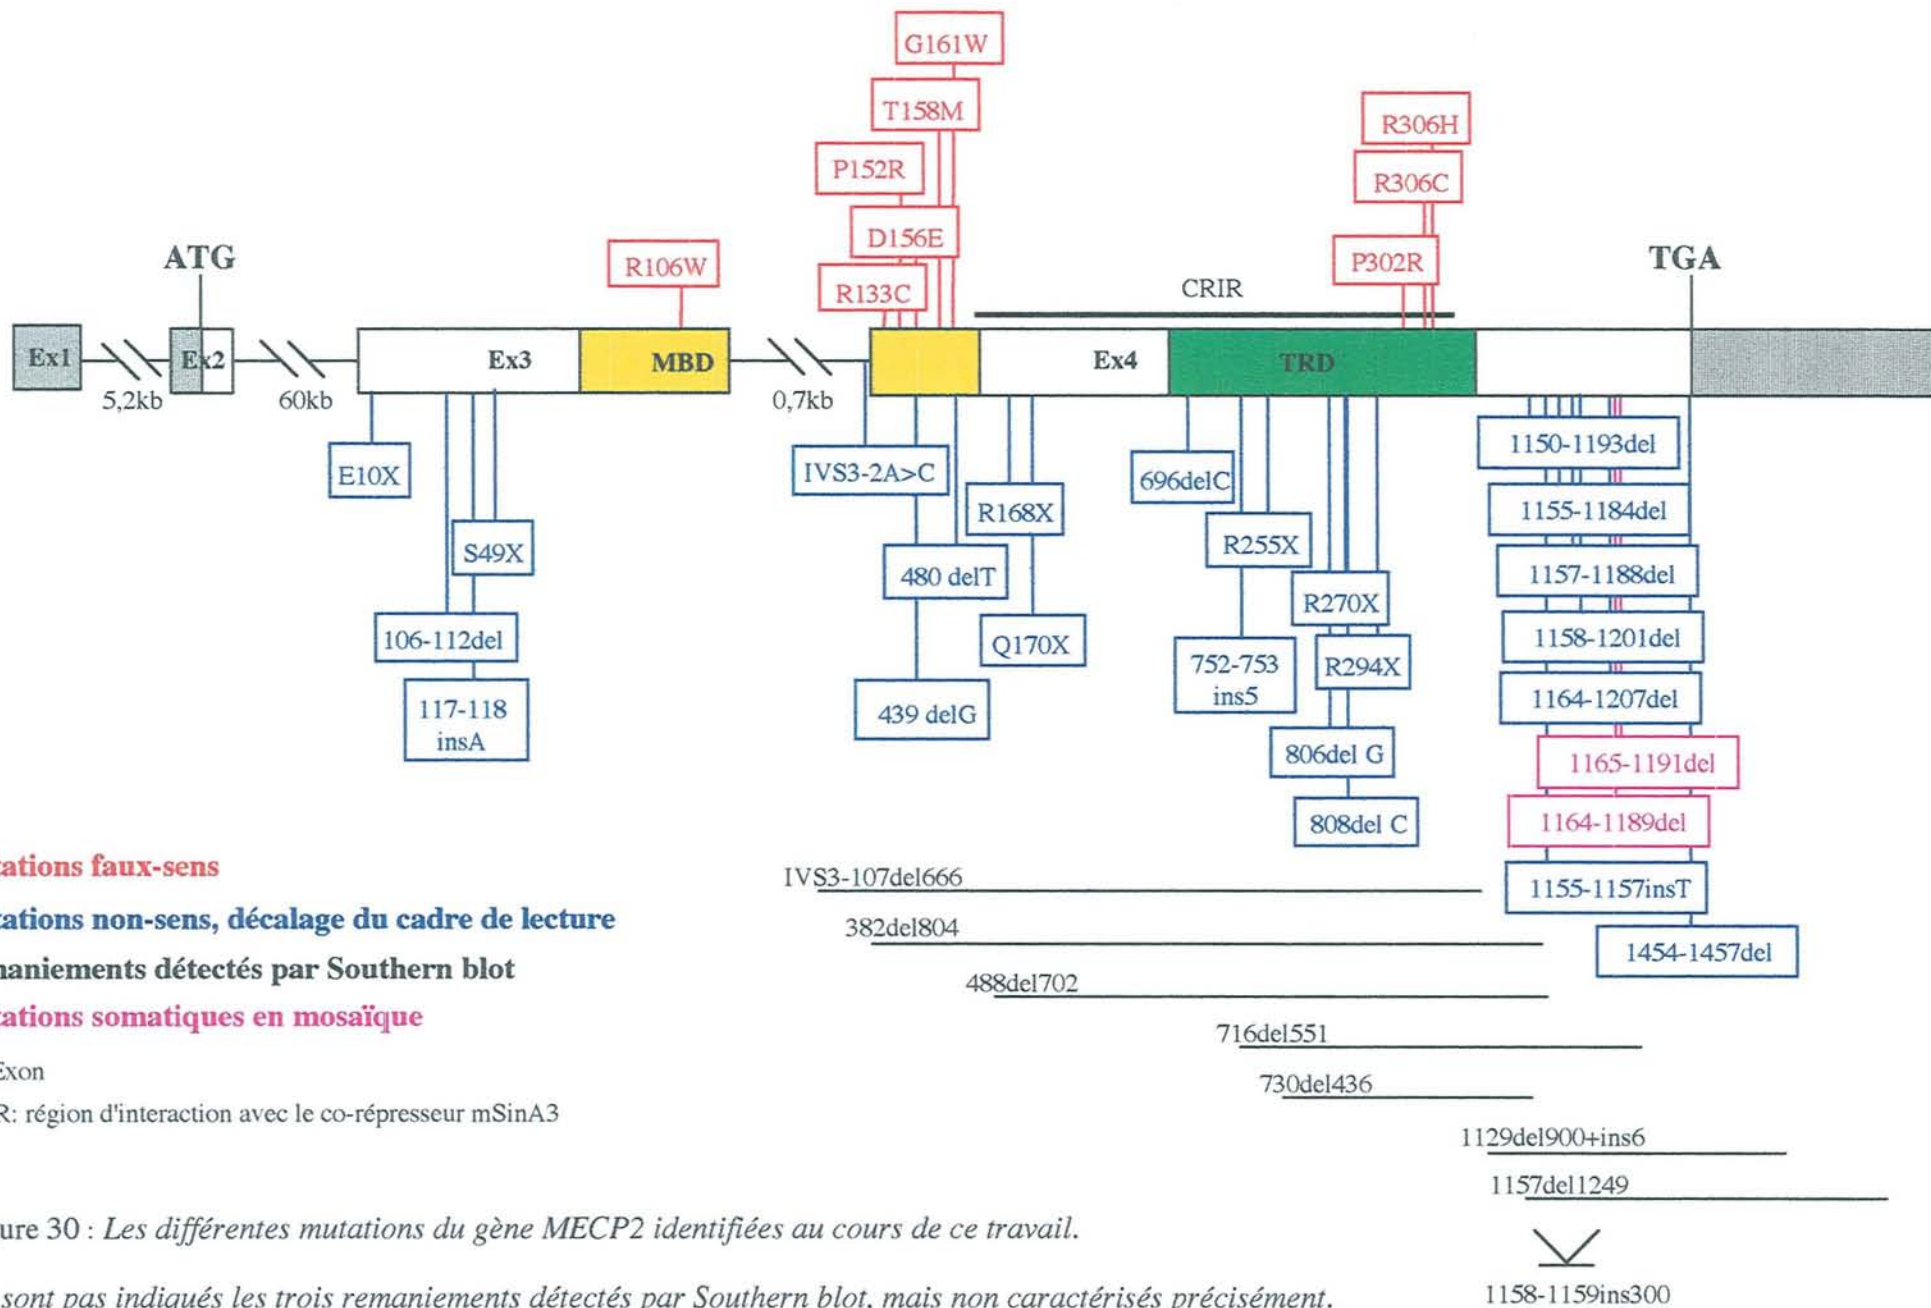 G161W
T158M
R306H
P152R
R306C
D156E
ATG
R106W
P302R
TGA
R133C
CRIR
Ex1
Ex2
Ex3
MBD
Ex4
TRD
5,2kb
60kb
0,7kb
E10X
IVS3-2A>C
696delC
1150-1193del
R168X
1155-1184del
S49X
R255X
480 delT
1157-1188del
R270X
106-112del
Q170X
1158-1201del
752-753
ins5
R294X
117-118
insA
439 delG
1164-1207del
806del G
1165-1191del
808del C
1164-1189del
ations faux-sens
IVS3-107del666
1155-1157insT
ations non-sens, décalage du cadre de lecture
382del804
1454-1457del
naniements détectés par Southern blot
488del702
ations somatiques en mosaïque
716del551
Exon
730del436
R: région d'interaction avec le co-répresseur mSinA3
1129del900+ins6
1157del1249
ure 30 : Les différentes mutations du gène MECP2 identifiées au cours de ce travail.
sont pas indiqués les trois remaniements détectés par Southern blot, mais non caractérisés précisément.
1158-1159ins300